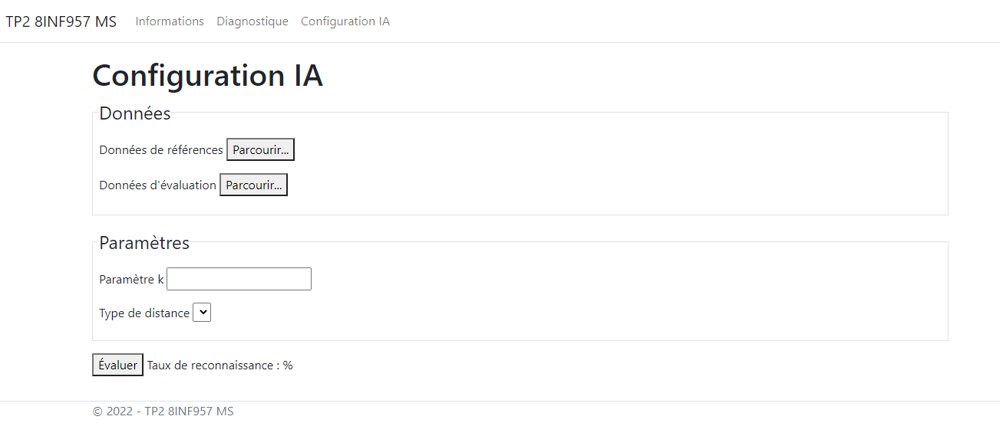 TP2 8INF957 MS Informations Diagnostique Configuration IA
Configuration IA
Données
Données de références Parcourir...
Données d'évaluation Parcourir...
Paramètres
Paramètre k
Type de distance
Évaluer Taux de reconnaissance : %
© 2022 - TP2 8INF957 MS